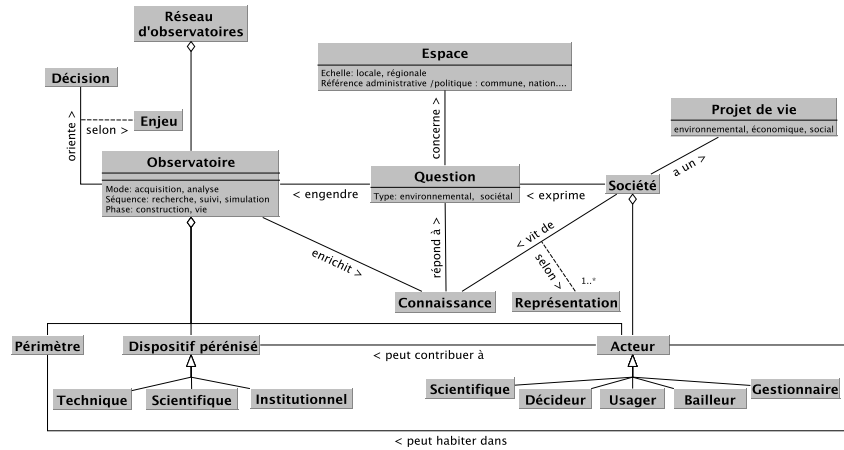 Réseau
d'observatoires
Espace
Echelle: locale, régionale
Référence administrative /politique : commune, nation....
Décision
Projet de vie
environnemental, économique, social
Enjeu
oriente >
selon >
concerne >
Observatoire
Mode: acquisition, analyse
Séquence: recherche, suivi, simulation
Phase: construction, vie
< engendre
Question
Type: environnemental, sociétal
< exprime
Société
a un >
enrichit >
répond à >
< vit de
selon >
1..*
Connaissance
Représentation
Périmètre
Dispositif pérénisé
< peut contribuer à
Acteur
Technique
Scientifique
Institutionnel
Scientifique
Décideur
Usager
Bailleur
Gestionnaire
< peut habiter dans